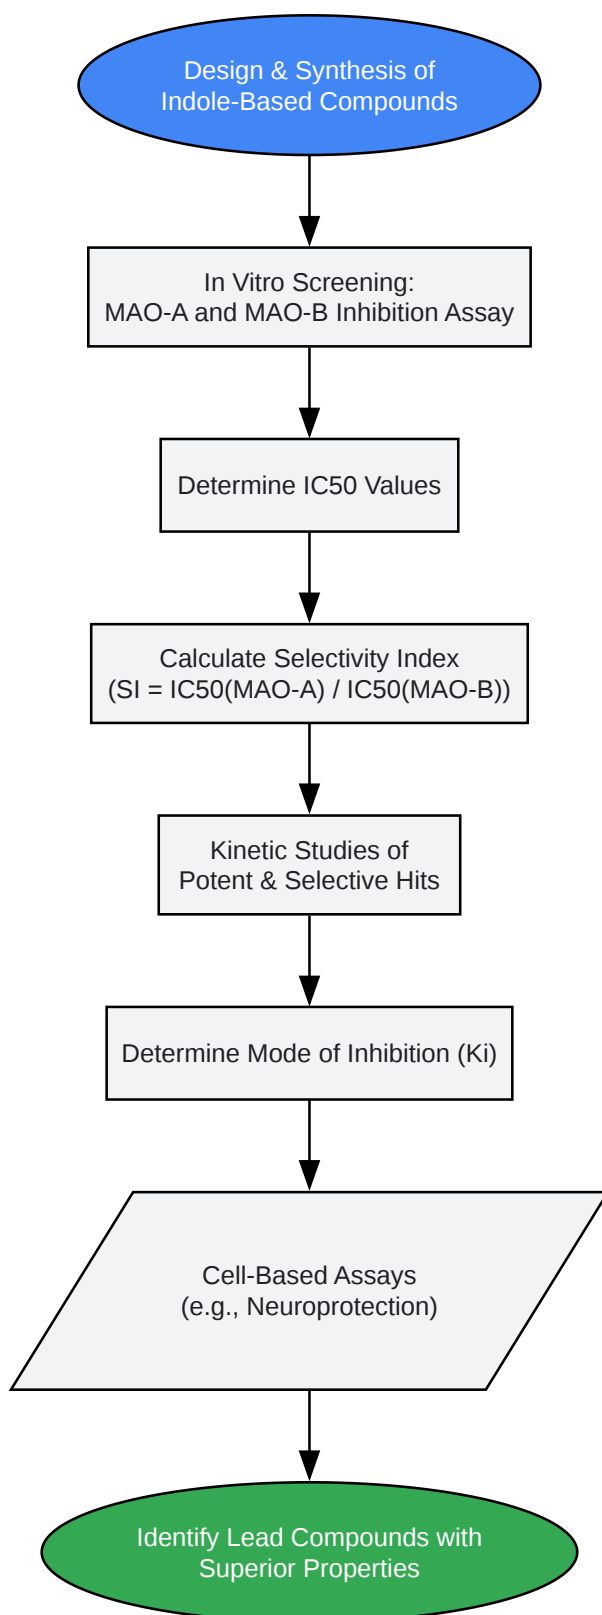 Design & Synthesis of
Indole-Based Compounds
In Vitro Screening:
MAO-A and MAO-B Inhibition Assay
Determine IC50 Values
Calculate Selectivity Index
(SI = IC50(MAO-A) / IC50(MAO-B))
Kinetic Studies of
Potent & Selective Hits
Determine Mode of Inhibition (Ki)
Cell-Based Assays
(e.g., Neuroprotection)
Identify Lead Compounds with
Superior Properties